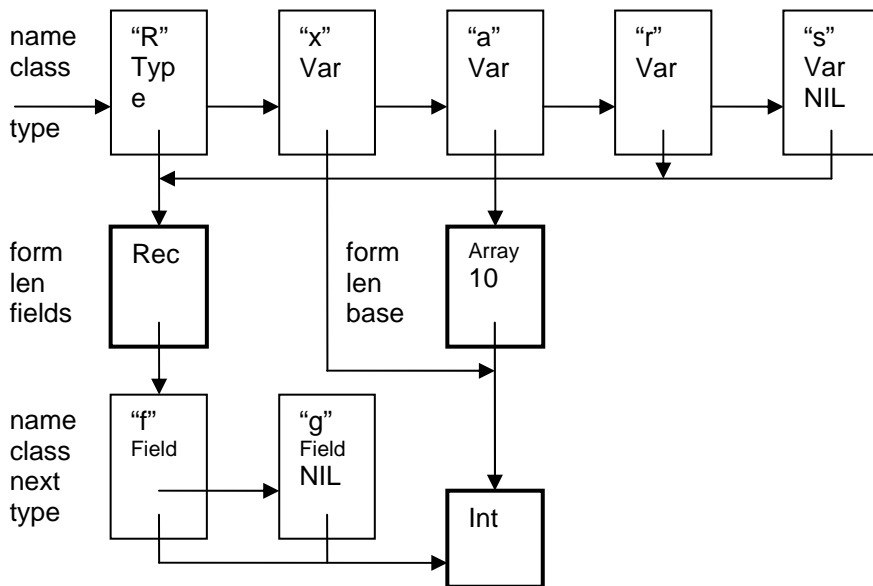 name
class
type
“R”
Typ
e
“x”
Var
“a”
Var
“r”
Var
“s”
Var
NIL
form
len
fields
Rec
form
len
base
Array
10
name
class
next
type
“f”
Field
“g”
Field
NIL
Int